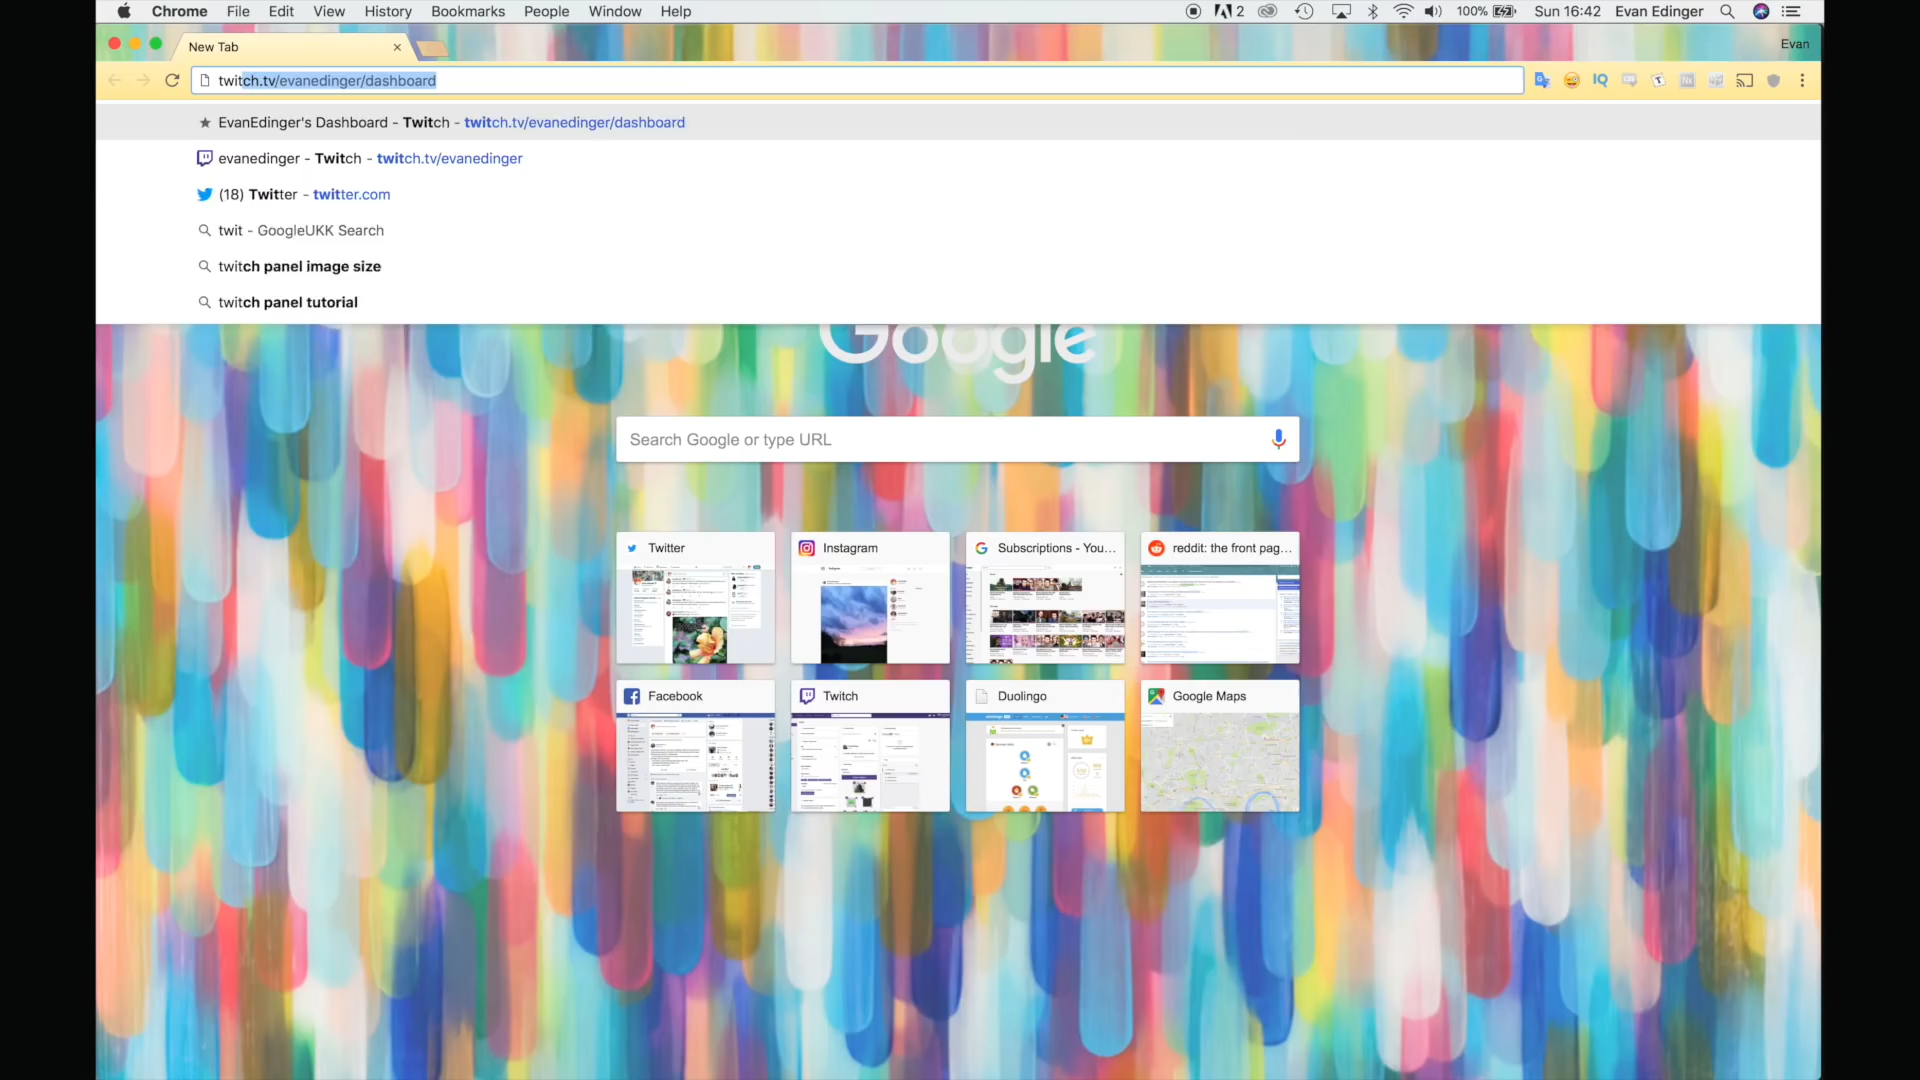 Chrome File Edit View History Bookmarks People Window Help 2 100% Sun 16:42 Evan Edinger
New Tab Evan
twitch.tv/evanedinger/dashboard
EvanEdinger's Dashboard - Twitch - twitch.tv/evanedinger/dashboard
evanedinger - Twitch - twitch.tv/evanedinger
(18) Twitter - twitter.com
twit - GoogleUKK Search
twitch panel image size
twitch panel tutorial
Google
Search Google or type URL
Twitter Instagram Subscriptions - You... reddit: the front pag...
Facebook Twitch Duolingo Google Maps